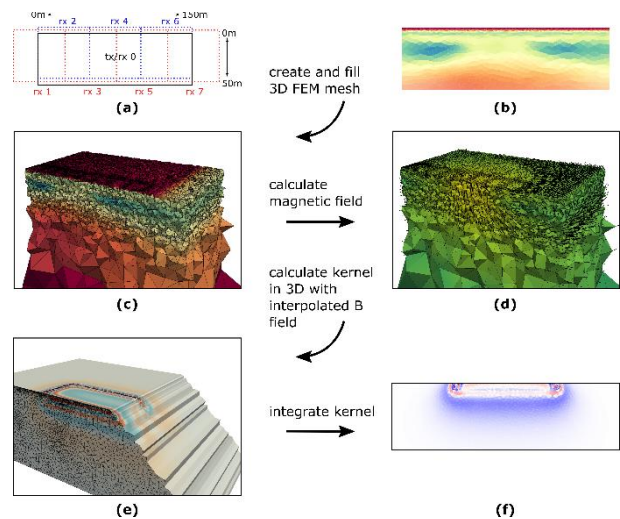 0m
150m
rx 2
rx 4
rx 6
0m
tx/rx 0
50m
rx 1
rx 3
rx 5
rx 7
(a)
(b)
create and fill
3D FEM mesh
(c)
calculate
magnetic field
(d)
calculate kernel
in 3D with
interpolated B
field
(e)
integrate kernel
(f)